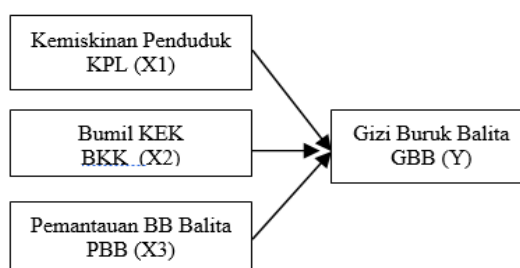 Kemiskinan Penduduk
KPL (X1)
Bumil KEK
BKK (X2)
Pemantauan BB Balita
PBB (X3)
Gizi Buruk Balita
GBB (Y)